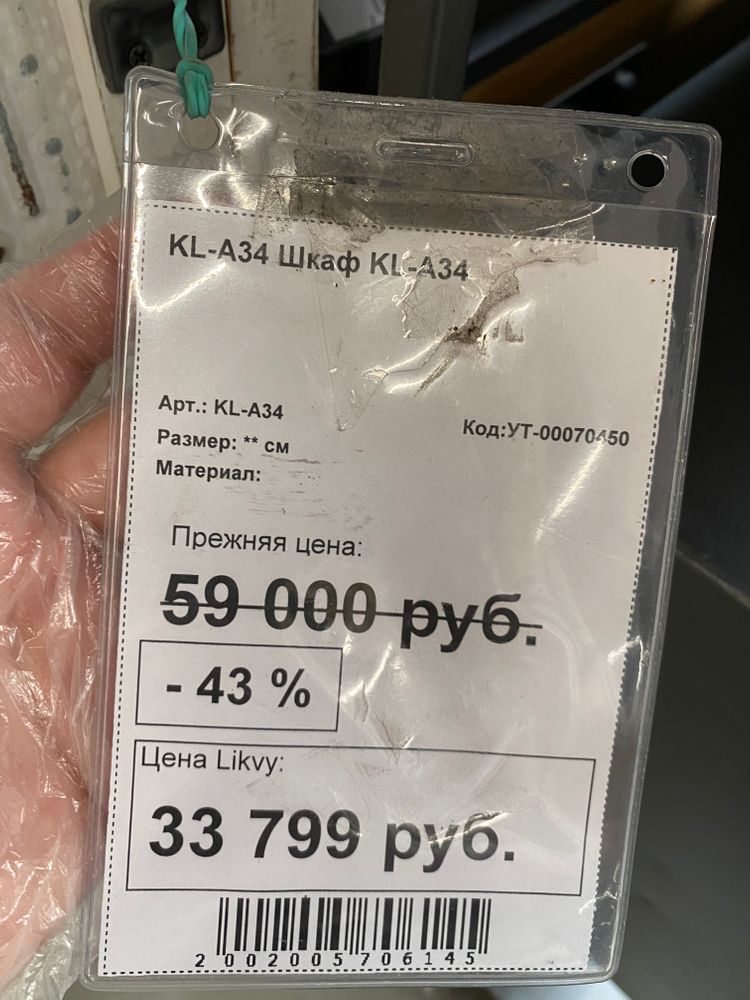 KL-A34 Шкаф KL-A34
Арт.: KL-A34
Код:УТ-00070450
Размер: ** см
Материал:
Прежняя цена:
59 000 руб.
- 43 %
Цена Likvy:
33 799 руб.
2002005706145